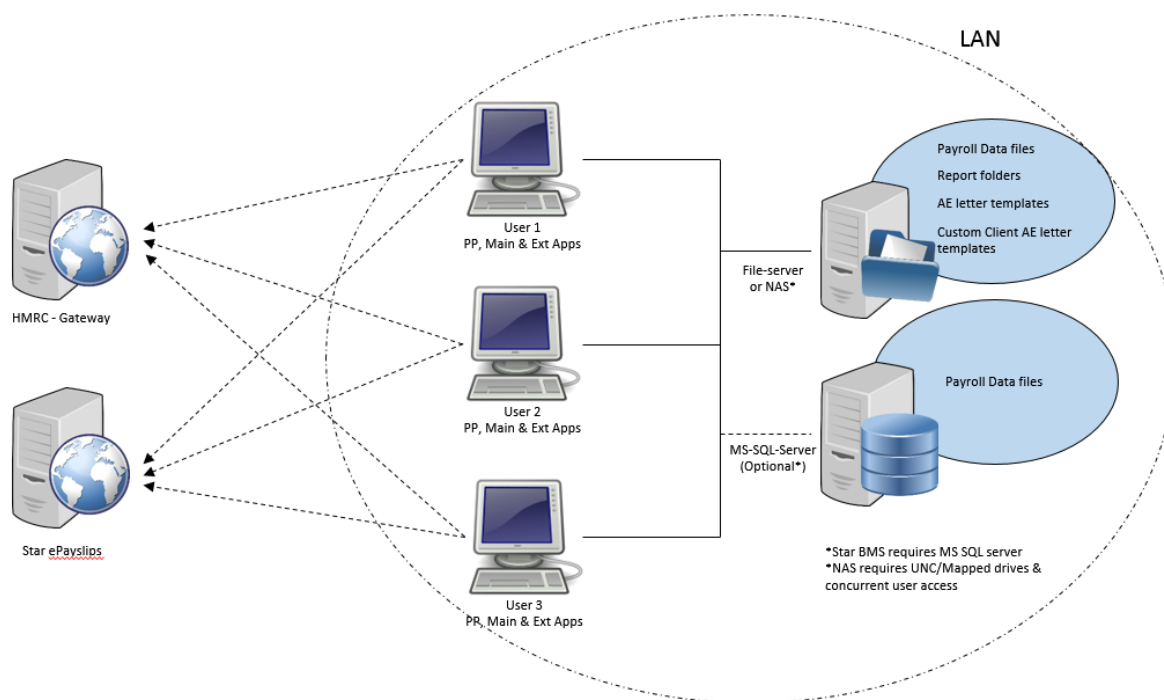 LAN
HMRC - Gateway
Star ePayslips
User 1
PP, Main & Ext Apps
User 2
PP, Main & Ext Apps
User 3
PP, Main & Ext Apps
File-server
or NAS*
MS-SQL-Server
(Optional*)
Payroll Data files
Report folders
AE letter templates
Custom Client AE letter
templates
Payroll Data files
*Star BMS requires MS SQL server
*NAS requires UNC/Mapped drives &
concurrent user access